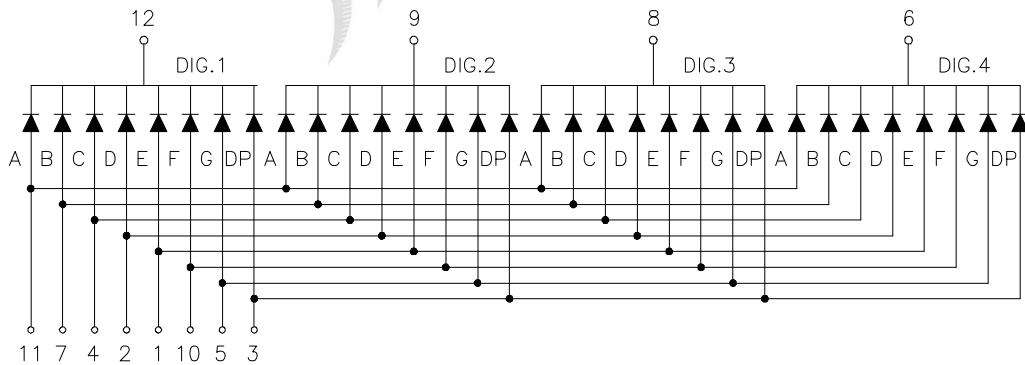 12 9 8 6
DIG.1 DIG.2 DIG.3 DIG.4
A B C D E F G DP A B C D E F G DP A B C D E F G DP A B C D E F G DP
11 7 4 2 1 10 5 3